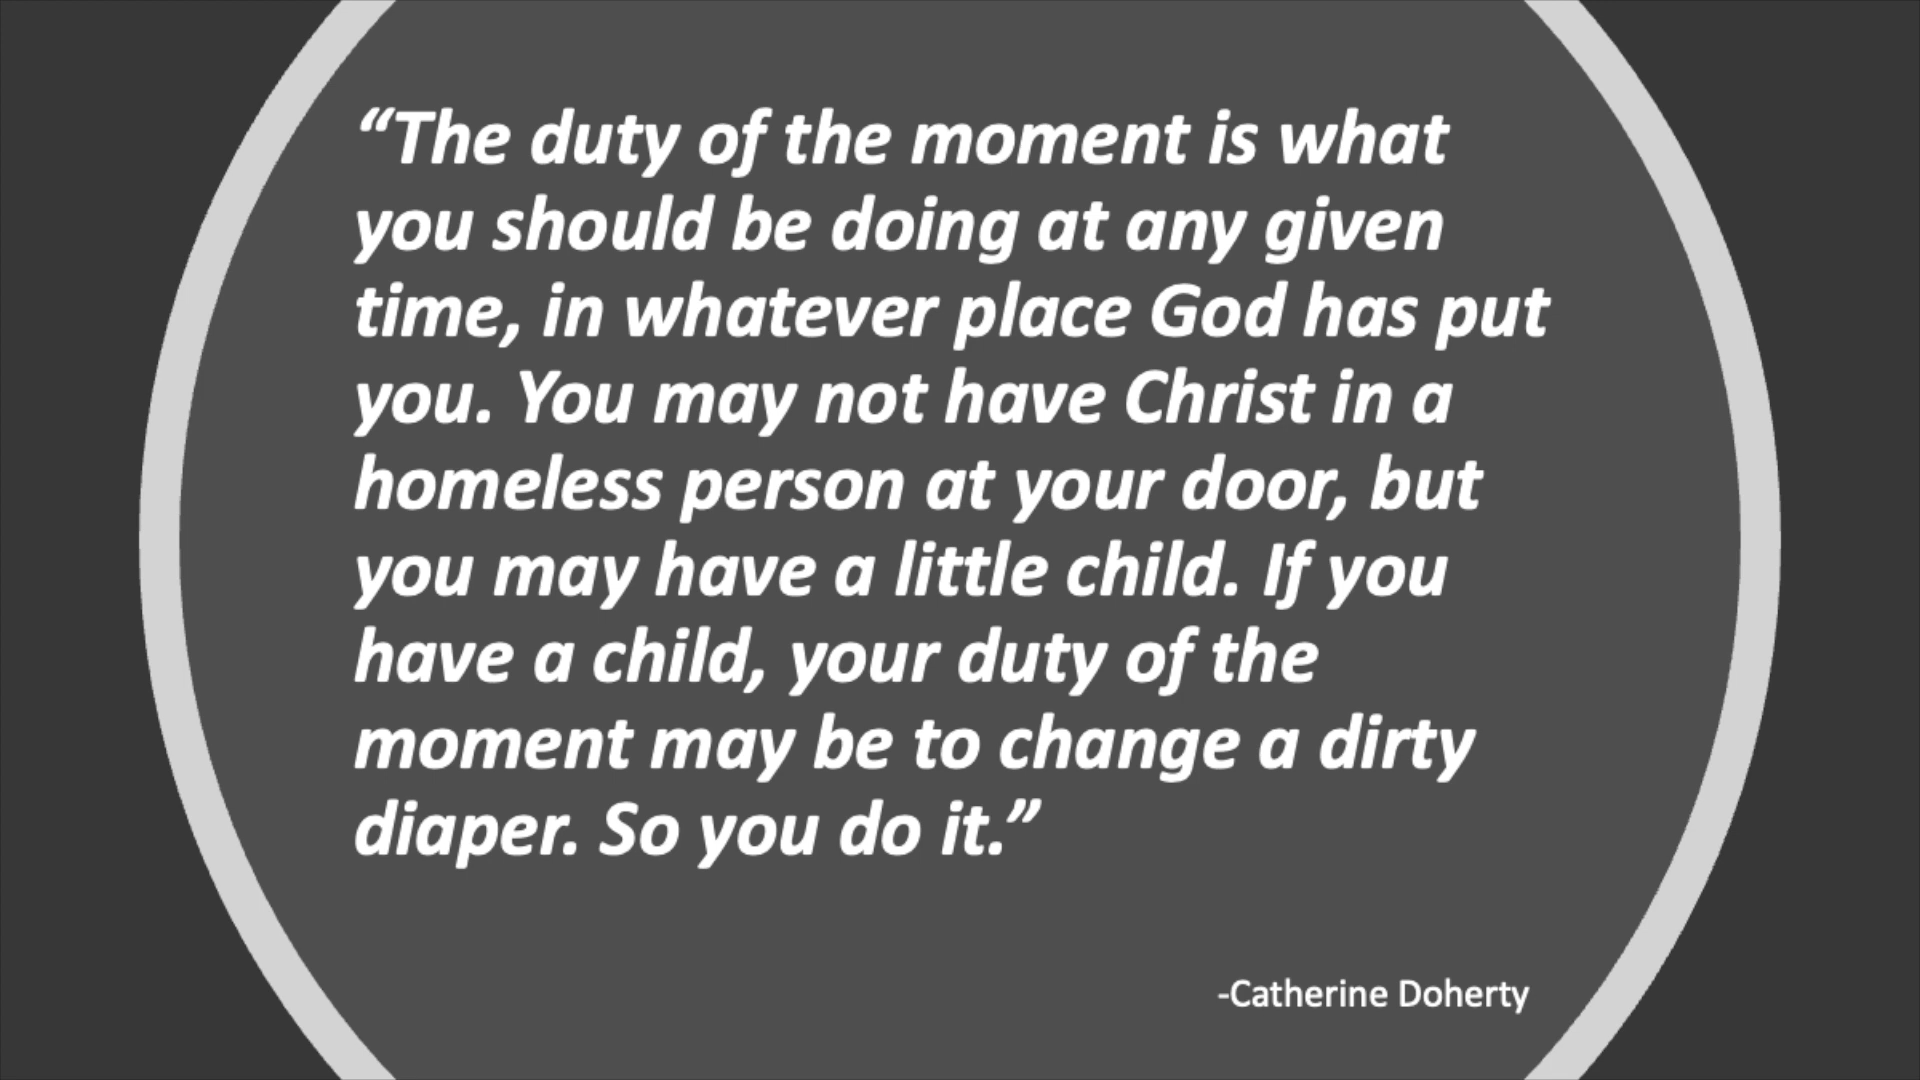 “The duty of the moment is what
you should be doing at any given
time, in whatever place God has put
you. You may not have Christ in a
homeless person at your door, but
you may have a little child. If you
have a child, your duty of the
moment may be to change a dirty
diaper. So you do it.”
-Catherine Doherty